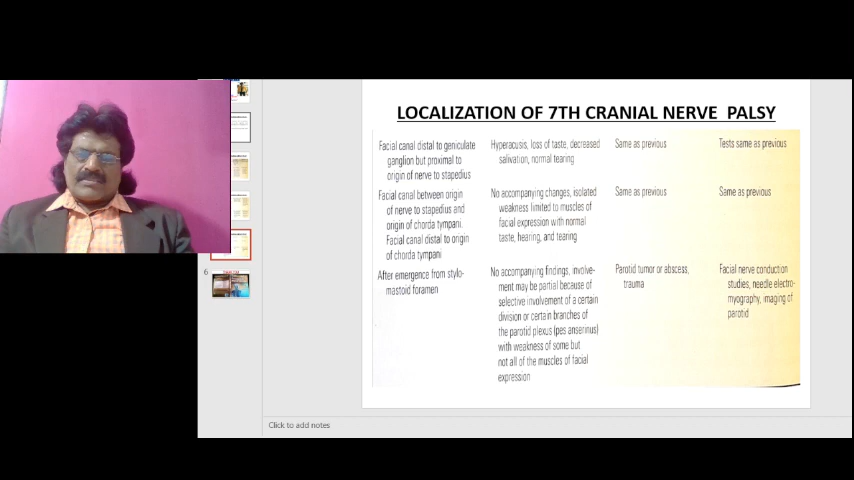 LOCALIZATION OF 7TH CRANIAL NERVE PALSY
Facial canal distal to geniculate
ganglion but proximal to
origin of nerve to stapedius
Hyperacusis, loss of taste, decreased
salivation, normal tearing
Same as previous
Tests same as previous
Facial canal between origin
of nerve to stapedius and
origin of chorda tympani.
Facial canal distal to origin
of chorda tympani
No accompanying changes, isolated
weakness limited to muscles of
facial expression with normal
taste, hearing, and tearing
Same as previous
Same as previous
After emergence from stylo-
mastoid foramen
No accompanying findings, involve-
ment may be partial because of
selective involvement of a certain
division or certain branches of
the parotid plexus (pes anserinus)
with weakness of some but
not all of the muscles of facial
expression
Parotid tumor or abscess,
trauma
Facial nerve conduction
studies, needle electro-
myography, imaging of
parotid
6
Click to add notes